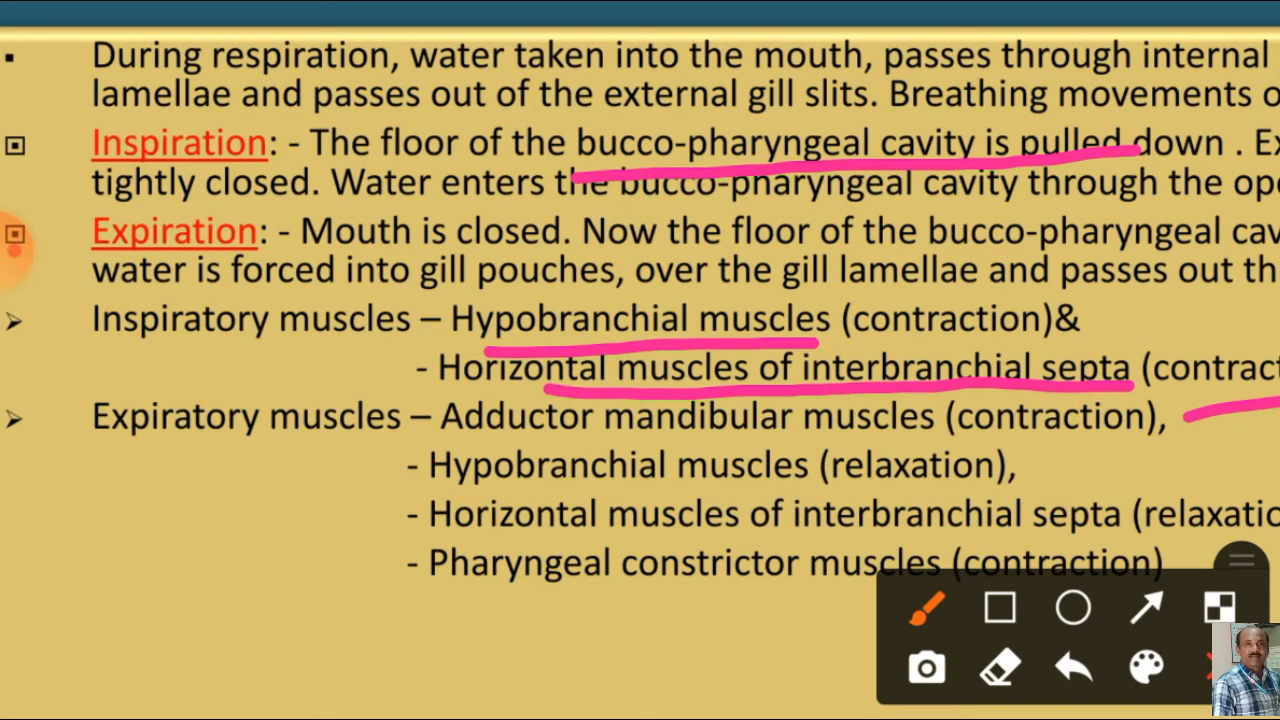 During respiration, water taken into the mouth, passes through internal
lamellae and passes out of the external gill slits. Breathing movements o
Inspiration: - The floor of the bucco-pharyngeal cavity is pulled down . Ex
tightly closed. Water enters the bucco-pharyngeal cavity through the ope
Expiration: - Mouth is closed. Now the floor of the bucco-pharyngeal cav
water is forced into gill pouches, over the gill lamellae and passes out th
Inspiratory muscles – Hypobranchial muscles (contraction)&
- Horizontal muscles of interbranchial septa (contract
Expiratory muscles – Adductor mandibular muscles (contraction),
- Hypobranchial muscles (relaxation),
- Horizontal muscles of interbranchial septa (relaxatio
- Pharyngeal constrictor muscles (contraction)